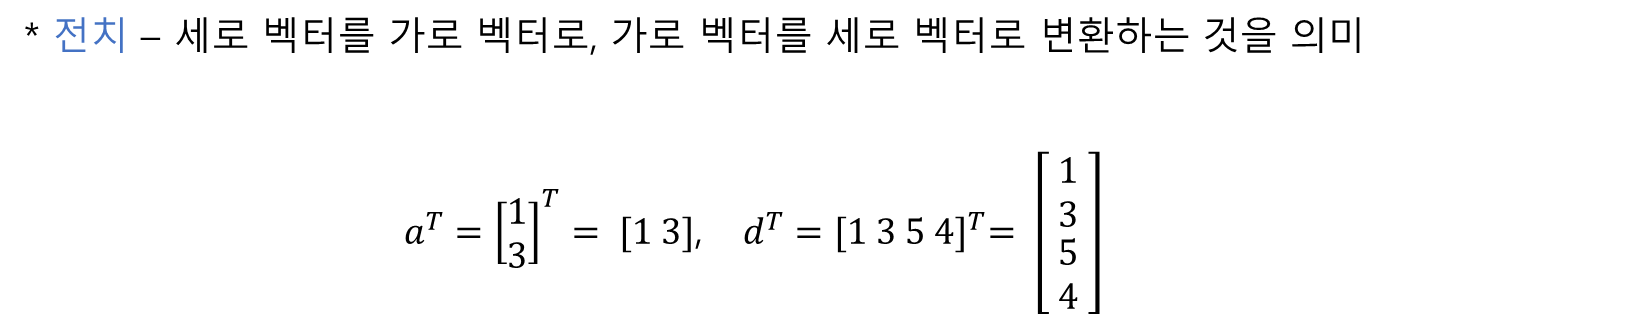 * 전치 – 세로 벡터를 가로 벡터로, 가로 벡터를 세로 벡터로 변환하는 것을 의미
a^T = [1 3]^T = [1 3], d^T = [1 3 5 4]^T = [1 3 5 4]